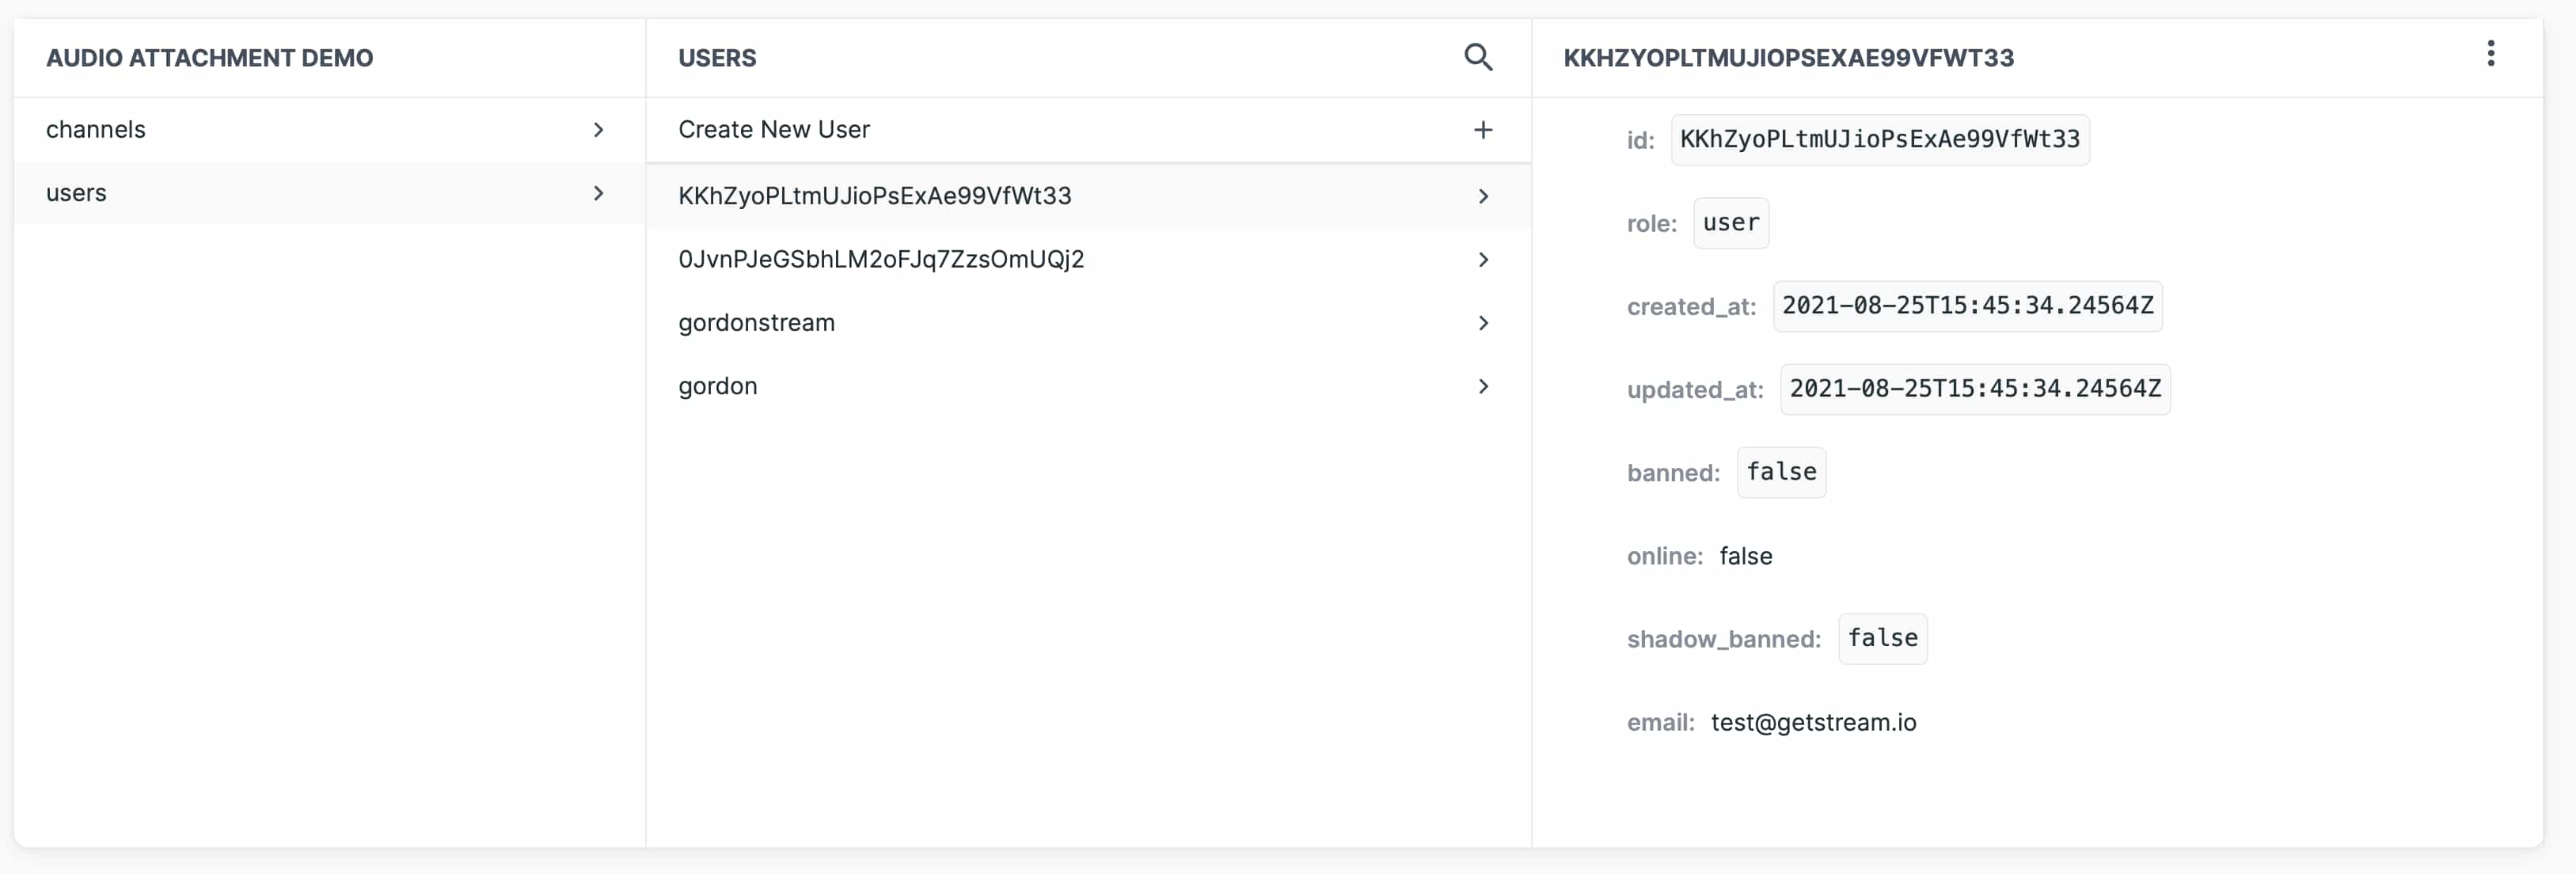 AUDIO ATTACHMENT DEMO
channels
users
USERS
Create New User
KKhZyoPLtmUJioPsExAe99VfWt33
0JvnPJeGSbhLM2oFJq7ZzsOmUQj2
gordonstream
gordon
KKHZYOPLTMUJIOPSEXAE99VFWT33
id: KKhZyoPLtmUJioPsExAe99VfWt33
role: user
created_at: 2021-08-25T15:45:34.24564Z
updated_at: 2021-08-25T15:45:34.24564Z
banned: false
online: false
shadow_banned: false
email: test@getstream.io